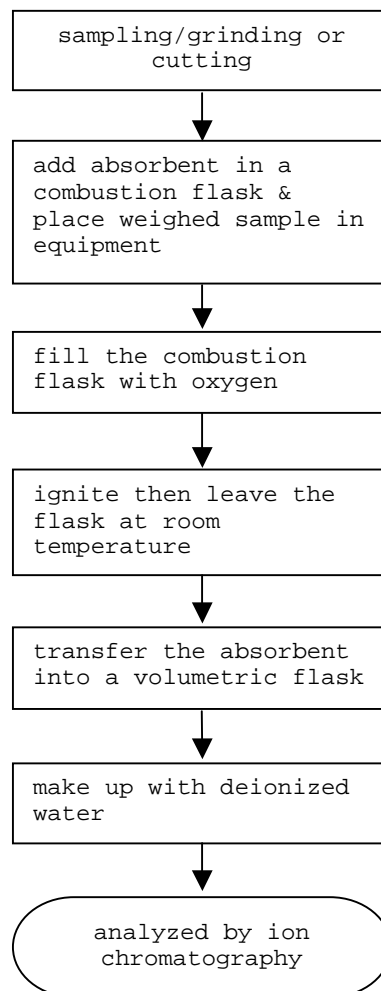 sampling/grinding or
cutting
add absorbent in a
combustion flask &
place weighed sample in
equipment
fill the combustion
flask with oxygen
ignite then leave the
flask at room
temperature
transfer the absorbent
into a volumetric flask
make up with deionized
water
analyzed by ion
chromatography